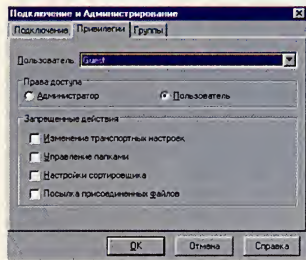 Подключение и Администрирование
Подключение Привилегии Группы
Пользователь Guest
Права доступа
Администратор Пользователь
Запрещенные действия
Изменение транспортных настроек
Управление папками
Настройки сортировщика
Посылка присоединенных файлов
OK Отмена Справка